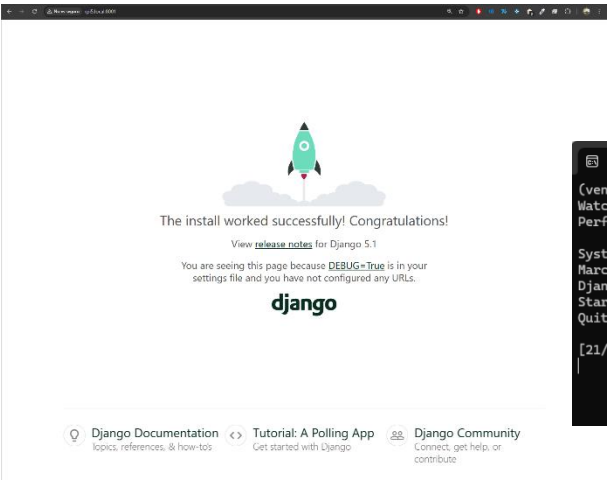 The install worked successfully! Congratulations!
View release notes for Django 5.1
You are seeing this page because DEBUG=True is in your
settings file and you have not configured any URLs.
django
Django Documentation
Topics, references, & how-to's
Tutorial: A Polling App
Get started with Django
Django Community
Connect, get help, or
contribute
(ven
Watc
Perf
Syst
Marc
Djan
Star
Quit
[21/